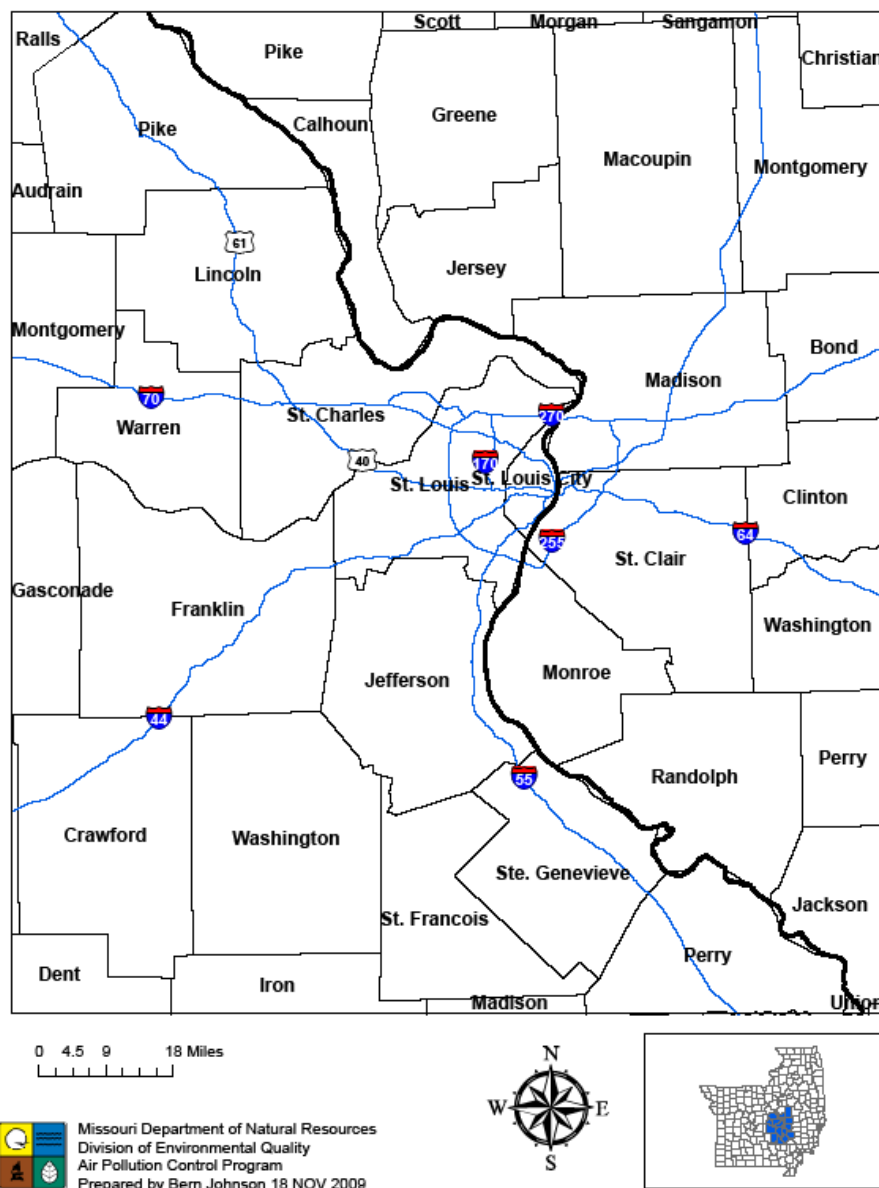 Scott
Morgan
Sangamon
Ralls
Pike
Christian
Calhoun
Greene
Pike
Macoupin
Montgomery
Audrain
61
Lincoln
Jersey
Montgomery
Bond
Madison
70
St. Charles
270
Warren
40
170
St. Louis
St. Louis City
Clinton
255
64
St. Clair
Gasconade
Franklin
Washington
Jefferson
Monroe
44
55
Randolph
Perry
Crawford
Washington
Ste. Genevieve
St. Francois
Jackson
Perry
Dent
Iron
Madison
Union
0 4.5 9 18 Miles
N
W E
S
Missouri Department of Natural Resources
Division of Environmental Quality
Air Pollution Control Program
Prepared by Bern Johnson 18 NOV 2009